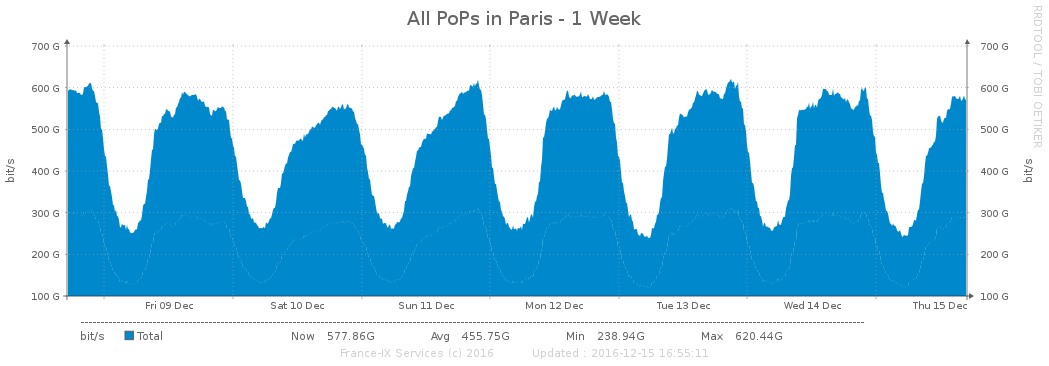 All PoPs in Paris - 1 Week
RRDTOOL / TOBI OETIKER
700 G 700 G
600 G 600 G
500 G 500 G
400 G 400 G
300 G 300 G
200 G 200 G
100 G 100 G
bit/s bit/s
Fri 09 Dec Sat 10 Dec Sun 11 Dec Mon 12 Dec Tue 13 Dec Wed 14 Dec Thu 15 Dec
bit/s Total Now 577.86G Avg 455.75G Min 238.94G Max 620.44G
France-IX Services (c) 2016 Updated : 2016-12-15 16:55:11